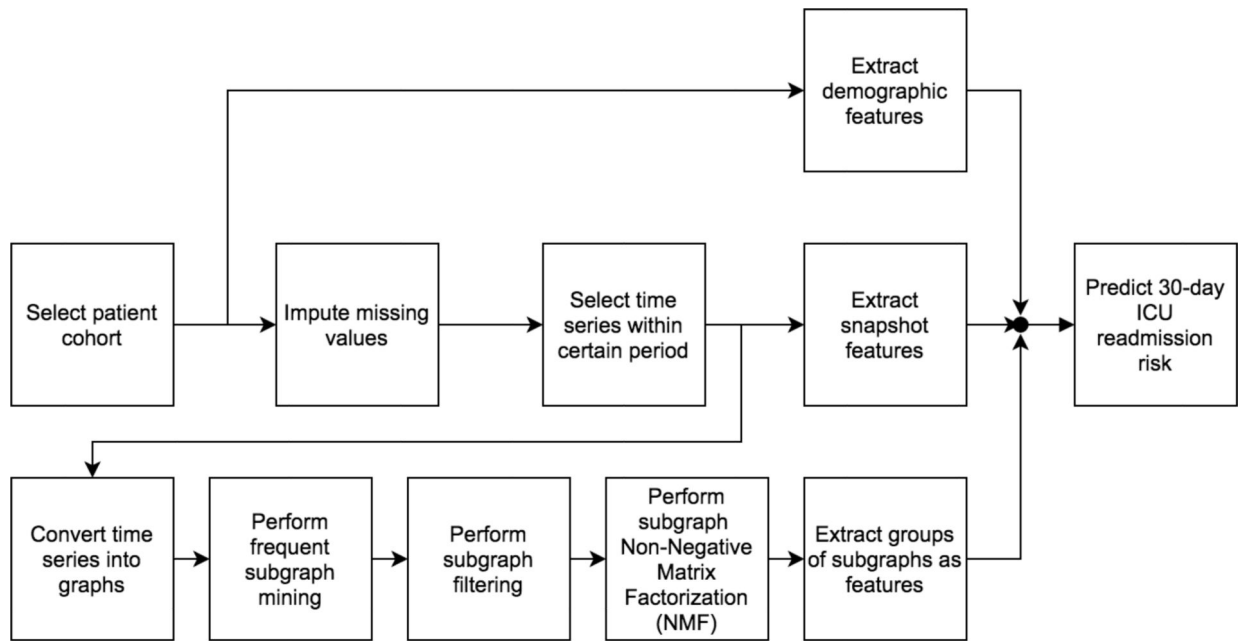 Extract
demographic
features
Select patient
cohort
Impute missing
values
Select time
series within
certain period
Extract
snapshot
features
Predict 30-day
ICU
readmission
risk
Convert time
series into
graphs
Perform
frequent
subgraph
mining
Perform
subgraph
filtering
Perform
subgraph
Non-Negative
Matrix
Factorization
(NMF)
Extract groups
of subgraphs as
features